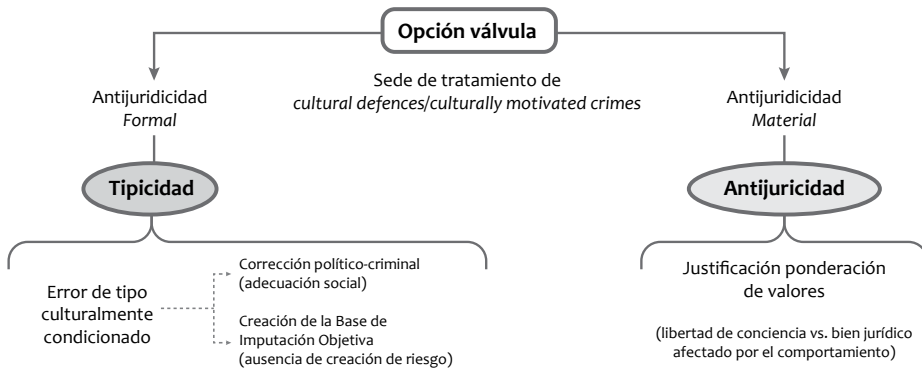 Opción válvula
Sede de tratamiento de
cultural defences/culturally motivated crimes
Antijuridicidad
Formal
Tipicidad
Error de tipo
culturalmente
condicionado
Corrección político-criminal
(adecuación social)
Creación de la Base de
Imputación Objetiva
(ausencia de creación de riesgo)
Antijuridicidad
Material
Antijuricidad
Justificación ponderación
de valores
(libertad de conciencia vs. bien jurídico
afectado por el comportamiento)